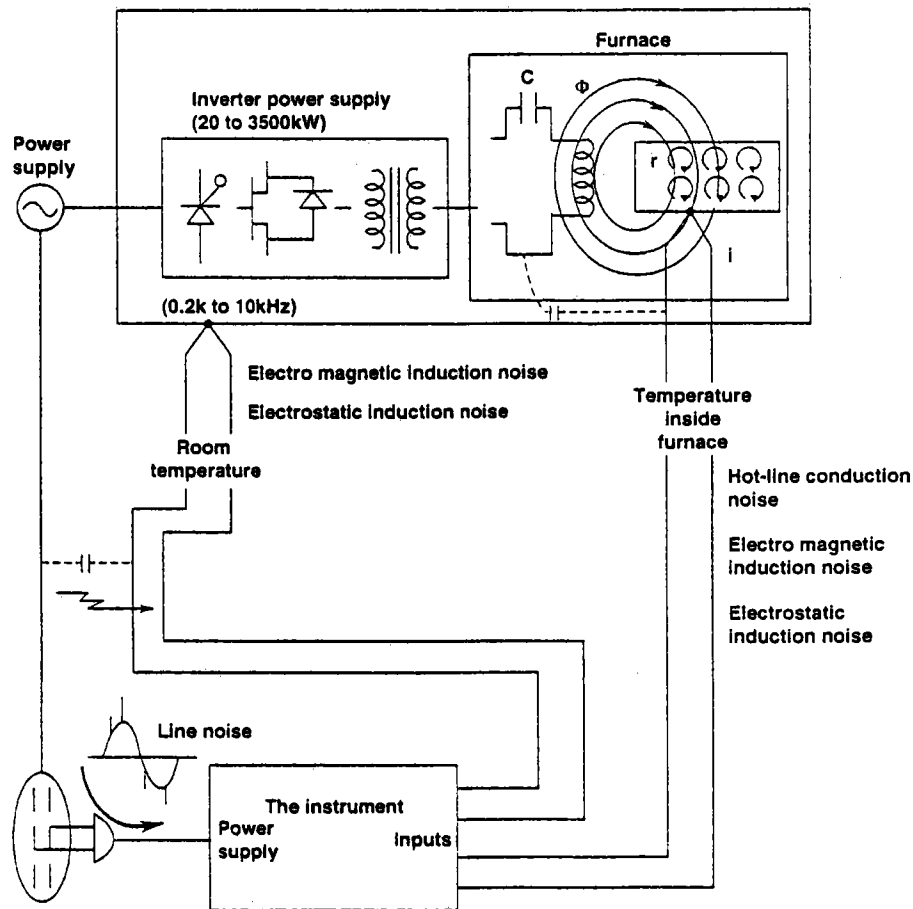 Furnace
C
Φ
Inverter power supply
(20 to 3500kW)
Power
supply
r
i
(0.2k to 10kHz)
Electro magnetic induction noise
Electrostatic induction noise
Room
temperature
Temperature
inside
furnace
Hot-line conduction
noise
Electro magnetic
induction noise
Electrostatic
induction noise
Line noise
The instrument
Power
supply
Inputs